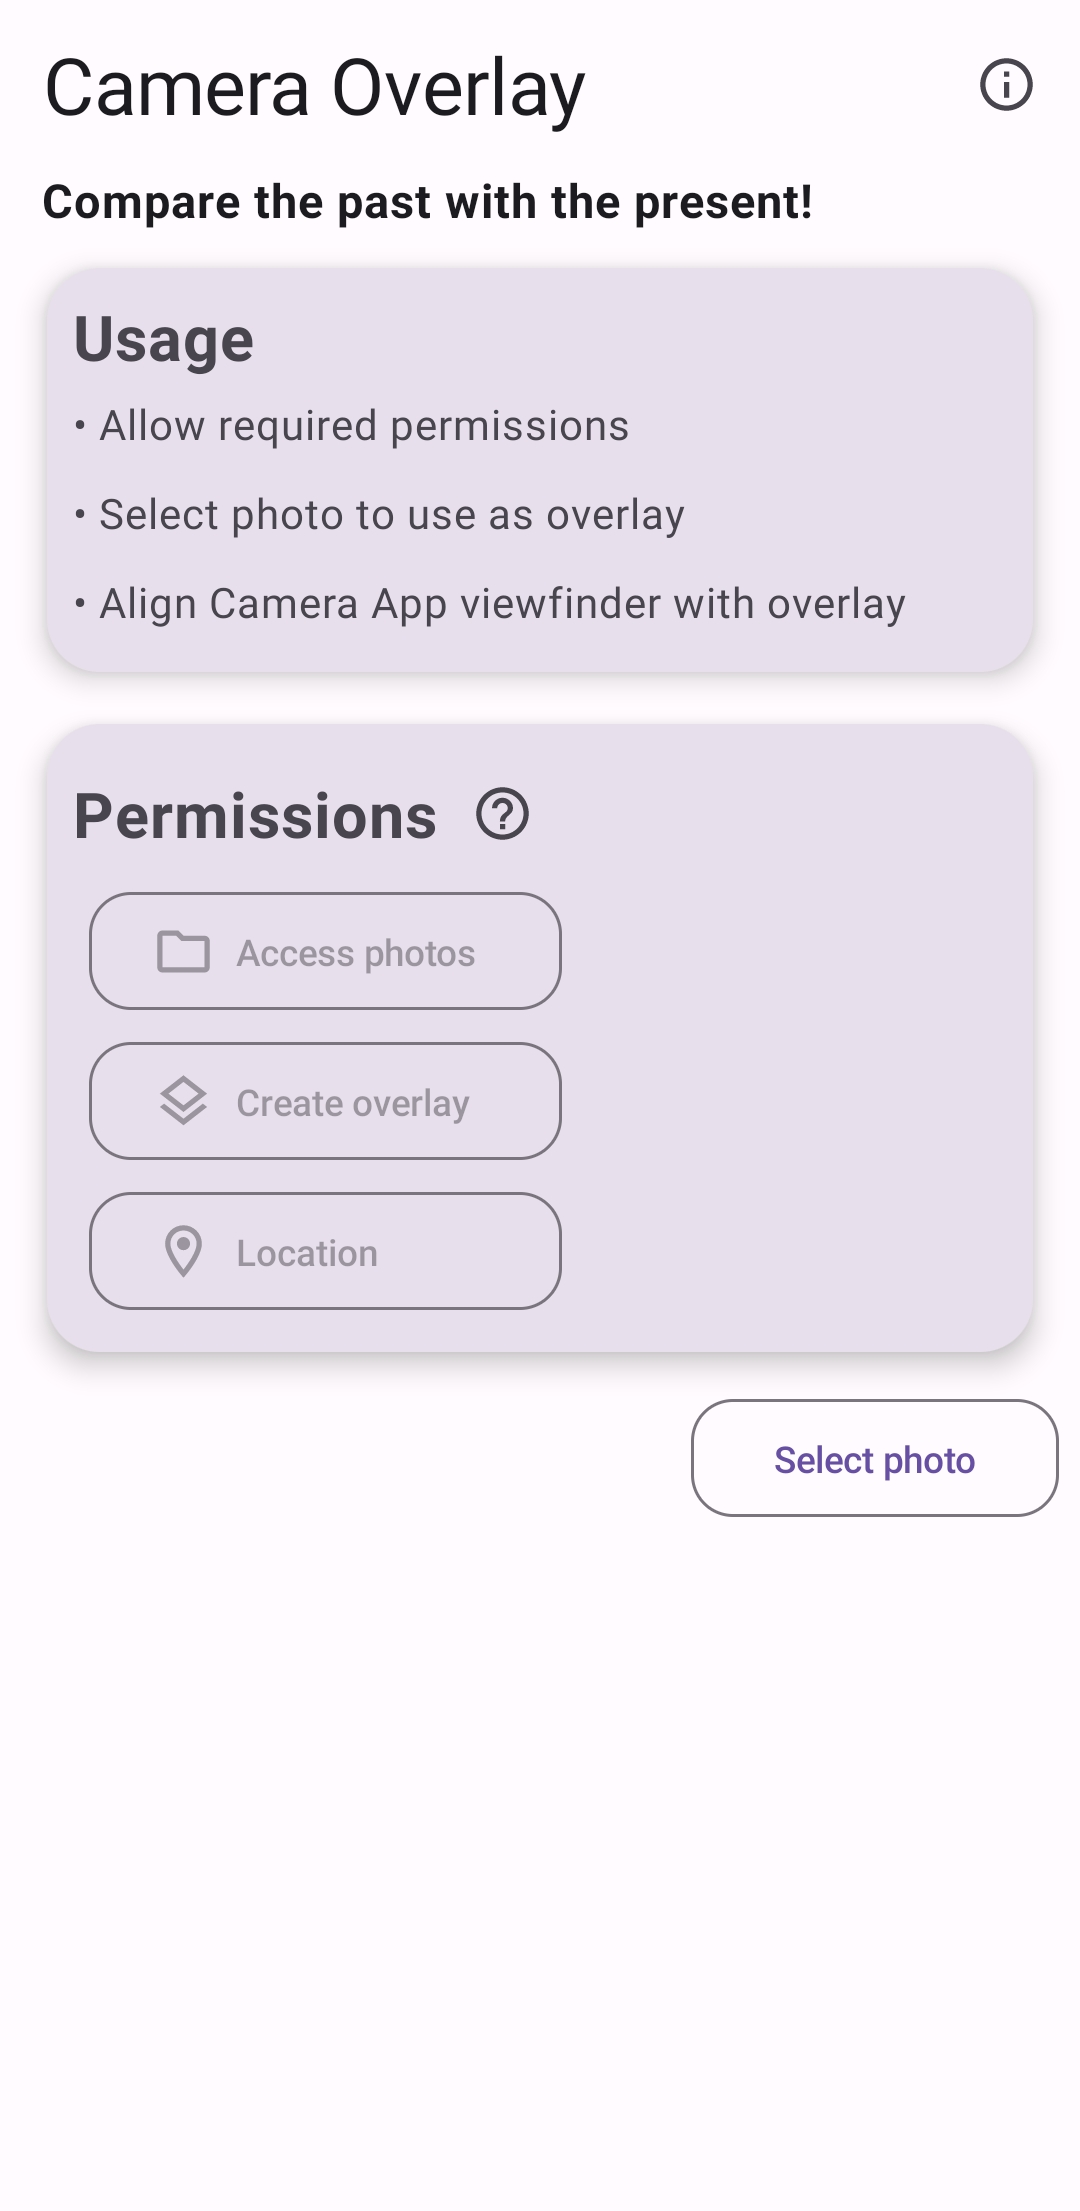 Camera Overlay
Compare the past with the present!
Usage
• Allow required permissions
• Select photo to use as overlay
• Align Camera App viewfinder with overlay
Permissions
Access photos
Create overlay
Location
Select photo